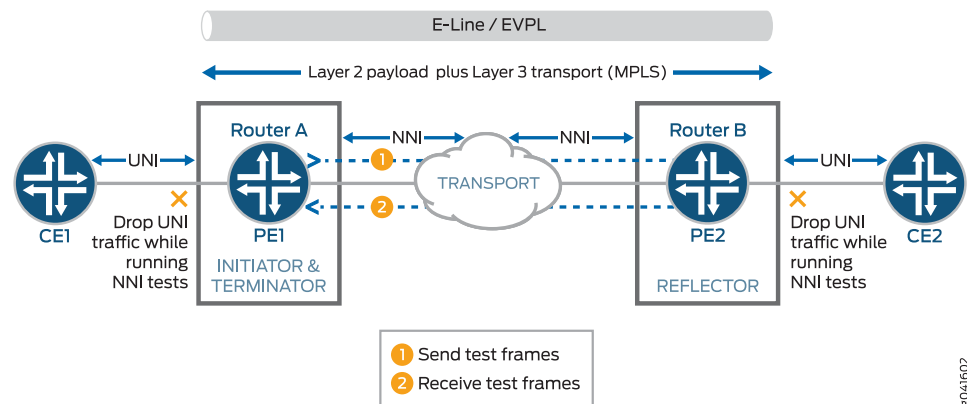 E-Line / EVPL
Layer 2 payload plus Layer 3 transport (MPLS)
Router A
NNI
NNI
Router B
UNI
1
UNI
TRANSPORT
2
CE1
PE1
PE2
CE2
Drop UNI
traffic while
running
NNI tests
INITIATOR &
TERMINATOR
REFLECTOR
Drop UNI
traffic while
running
NNI tests
1 Send test frames
2 Receive test frames